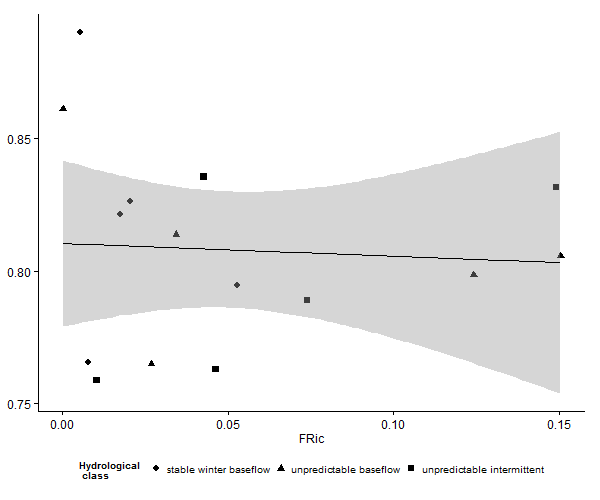 0.85
0.80
0.75
0.00 0.05 0.10 0.15
FRic
Hydrological
class
stable winter baseflow unpredictable baseflow unpredictable intermittent